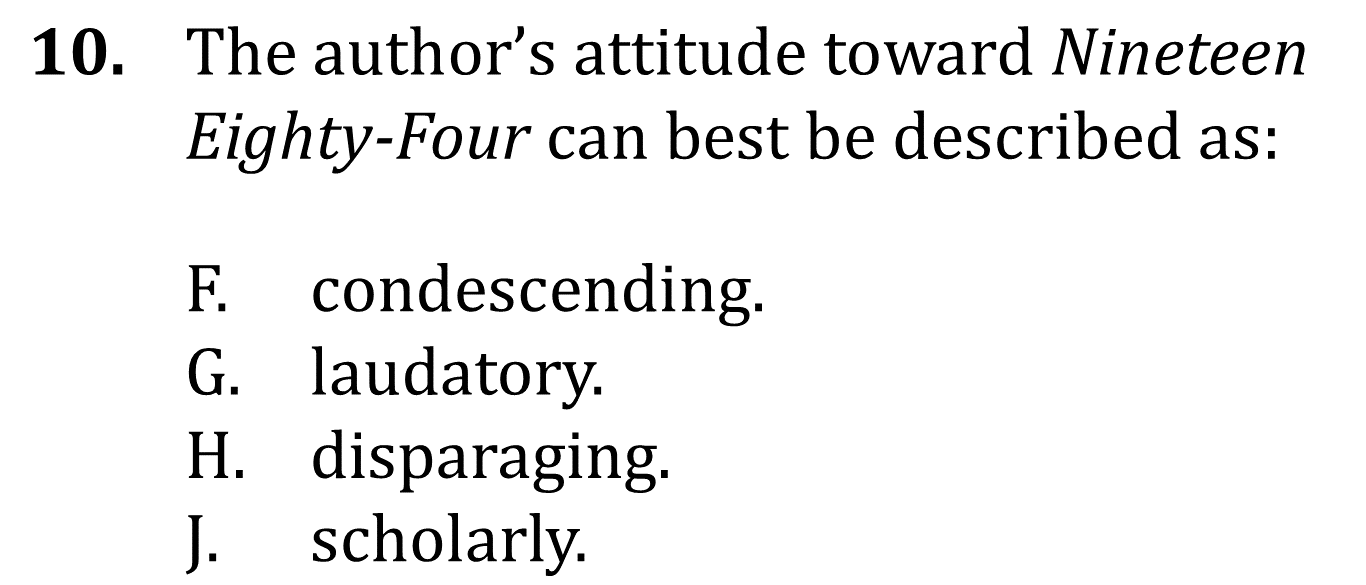 10. The author’s attitude toward Nineteen
Eighty-Four can best be described as:
F. condescending.
G. laudatory.
H. disparaging.
J. scholarly.